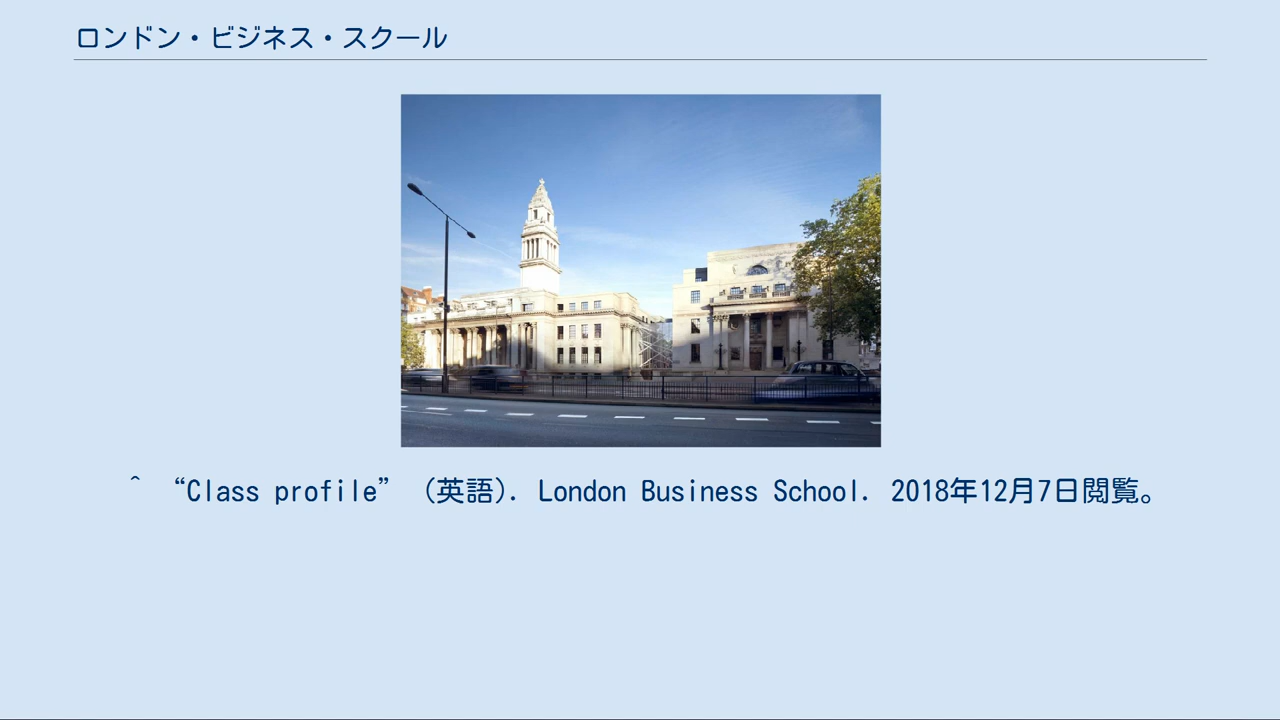 ロンドン・ビジネス・スクール
^ “Class profile” （英語）. London Business School. 2018年12月7日閲覧。